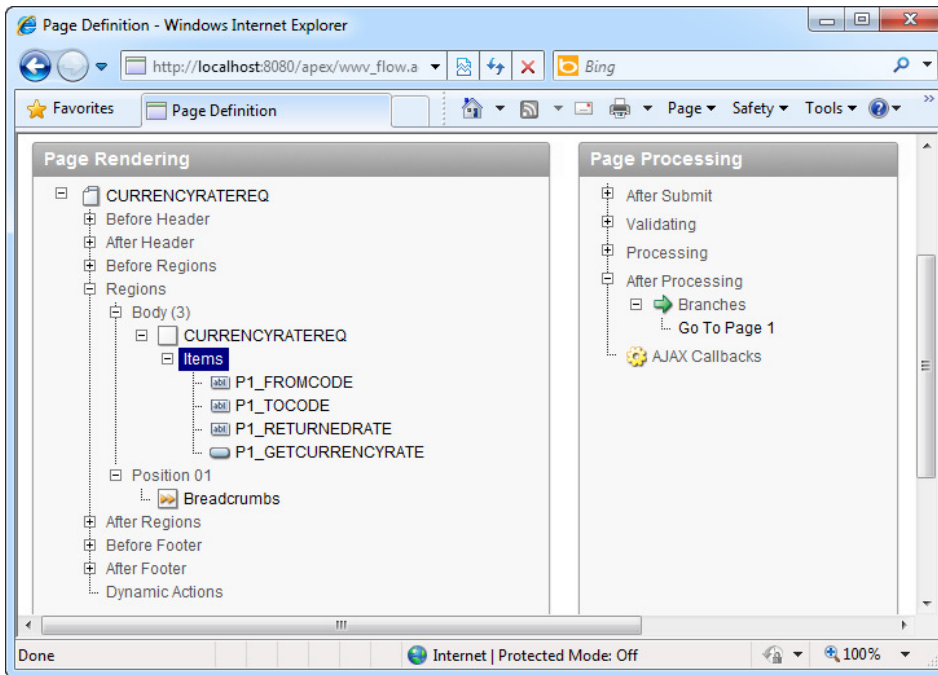 Page Definition - Windows Internet Explorer
http://localhost:8080/apex/wwv_flow.a
Bing
Favorites
Page Definition
Page
Safety
Tools
Page Rendering
CURRENCYRATEREQ
Before Header
After Header
Before Regions
Regions
Body (3)
CURRENCYRATEREQ
Items
P1_FROMCODE
P1_TOCODE
P1_RETURNEDRATE
P1_GETCURRENCYRATE
Position 01
Breadcrumbs
After Regions
Before Footer
After Footer
Dynamic Actions
Page Processing
After Submit
Validating
Processing
After Processing
Branches
Go To Page 1
AJAX Callbacks
Done
Internet | Protected Mode: Off
100%